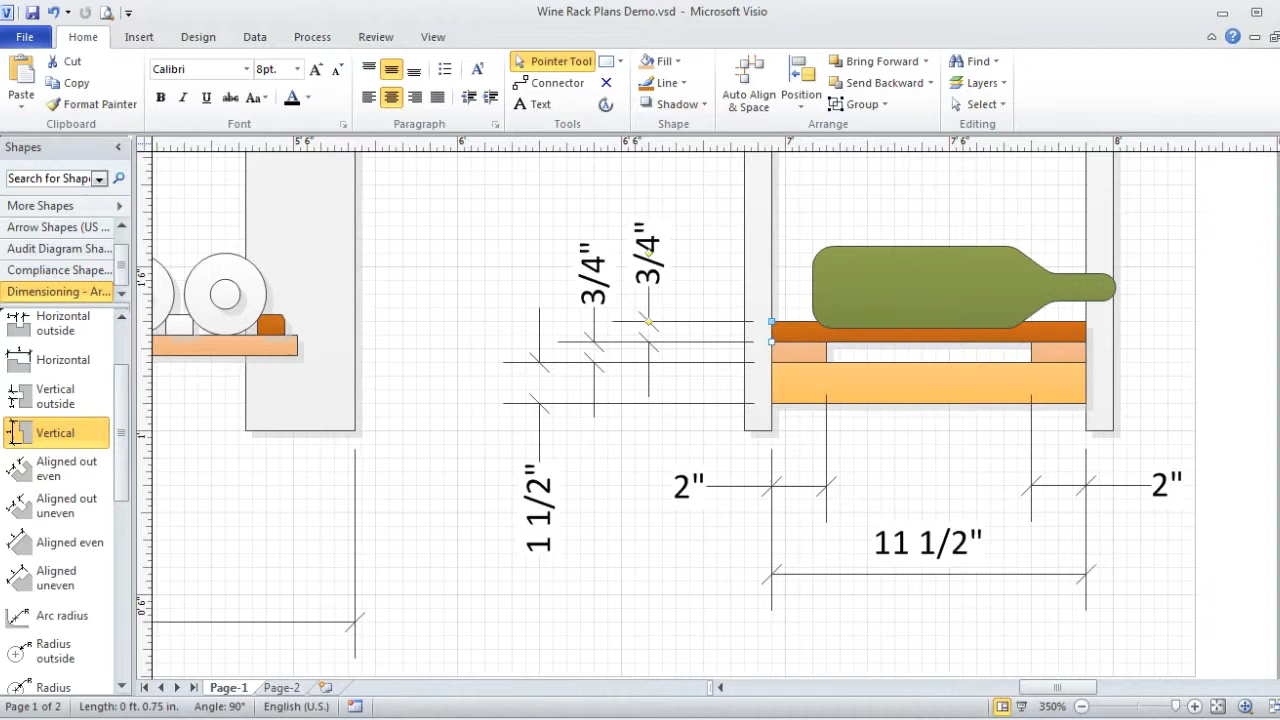 Wine Rack Plans Demo.vsd - Microsoft Visio
File Home Insert Design Data Process Review View
Paste
Cut
Copy
Format Painter
Clipboard
Calibri 8pt.
Font
Paragraph
Pointer Tool
Connector
Text
Tools
Fill
Line
Shadow
Shape
Auto Align & Space
Position
Bring Forward
Send Backward
Group
Arrange
Find
Layers
Select
Editing
Shapes
Search for Shap
More Shapes
Arrow Shapes (US ...
Audit Diagram Sha...
Compliance Shape...
Dimensioning - Ar...
Horizontal outside
Horizontal
Vertical outside
Vertical
Aligned out even
Aligned out uneven
Aligned even
Aligned uneven
Arc radius
Radius outside
Radius
5' 6" 6' 6' 6" 7' 7' 6" 8'
3/4"
3/4"
1 1/2"
2"
2"
11 1/2"
Page-1 Page-2
Page 1 of 2 Length: 0 ft. 0.75 in. Angle: 90° English (U.S.) 350%